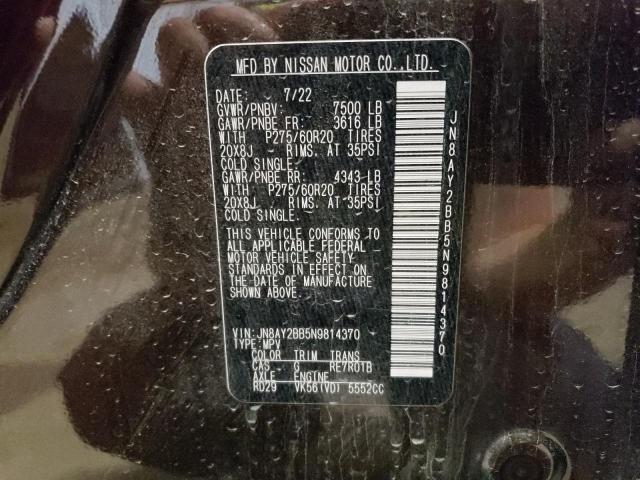 MFD BY NISSAN MOTOR CO.,LTD.
DATE: 7/22
GVWR/PNBV: 7500 LB
GAWR/PNBE FR: 3616 LB
WITH P275/60R20 TIRES
20X8J RIMS. AT 35PSI
COLD SINGLE.
GAWR/PNBE RR: 4343 LB
WITH P275/60R20 TIRES
20X8J RIMS. AT 35PSI
COLD SINGLE.
THIS VEHICLE CONFORMS TO
ALL APPLICABLE FEDERAL
MOTOR VEHICLE SAFETY
STANDARDS IN EFFECT ON
THE DATE OF MANUFACTURE
SHOWN ABOVE.
VIN: JN8AY2BB5N9814370
TYPE: MPV
COLOR TRIM TRANS
CAS G RE7R01B
AXLE ENGINE
RD29 VK56(VD) 5552CC
JN8AY2BB5N9814370